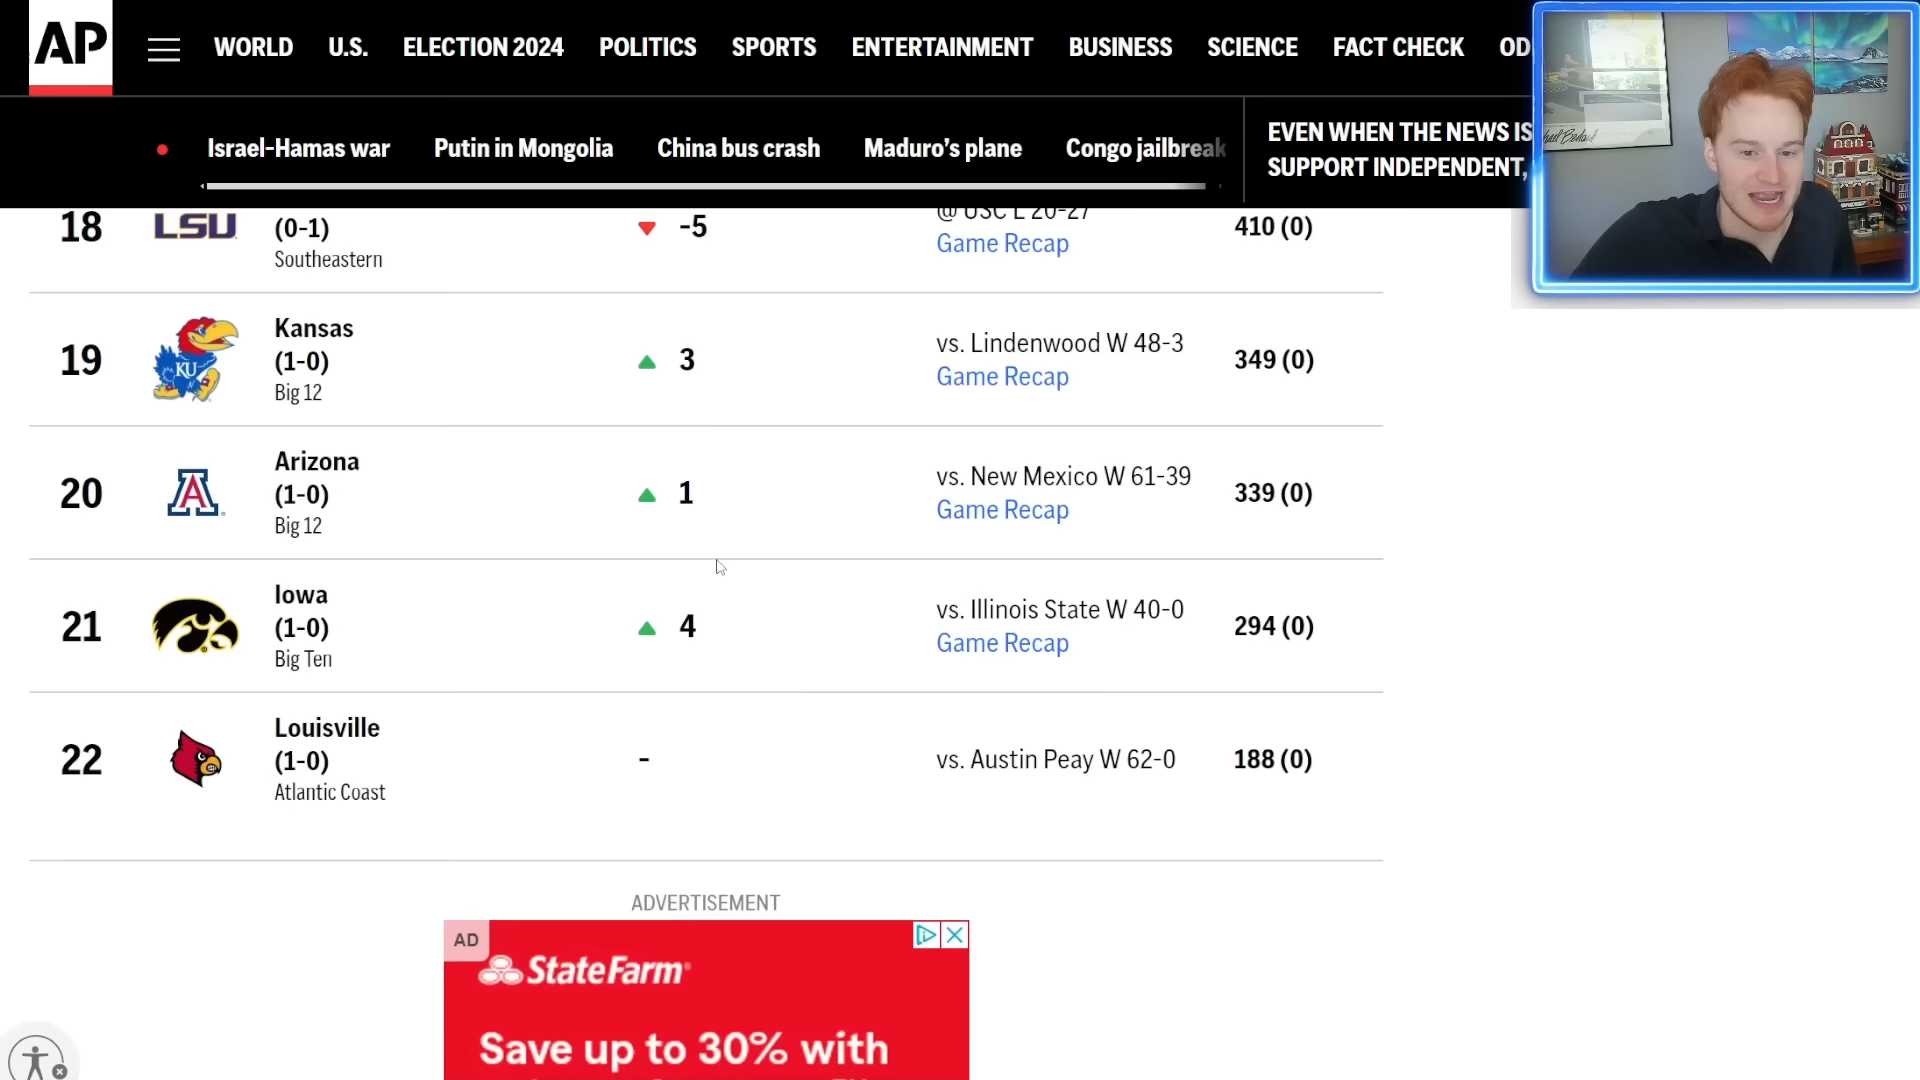 AP
WORLD U.S. ELECTION 2024 POLITICS SPORTS ENTERTAINMENT BUSINESS SCIENCE FACT CHECK OD
Israel-Hamas war Putin in Mongolia China bus crash Maduro's plane Congo jailbreak
EVEN WHEN THE NEWS IS
SUPPORT INDEPENDENT,
18 LSU (0-1) Southeastern -5 @ USC L 20-27 Game Recap 410 (0)
19 KU Kansas (1-0) Big 12 3 vs. Lindenwood W 48-3 Game Recap 349 (0)
20 A Arizona (1-0) Big 12 1 vs. New Mexico W 61-39 Game Recap 339 (0)
21 Iowa (1-0) Big Ten 4 vs. Illinois State W 40-0 Game Recap 294 (0)
22 Louisville (1-0) Atlantic Coast - vs. Austin Peay W 62-0 188 (0)
ADVERTISEMENT
AD
StateFarm®
Save up to 30% with